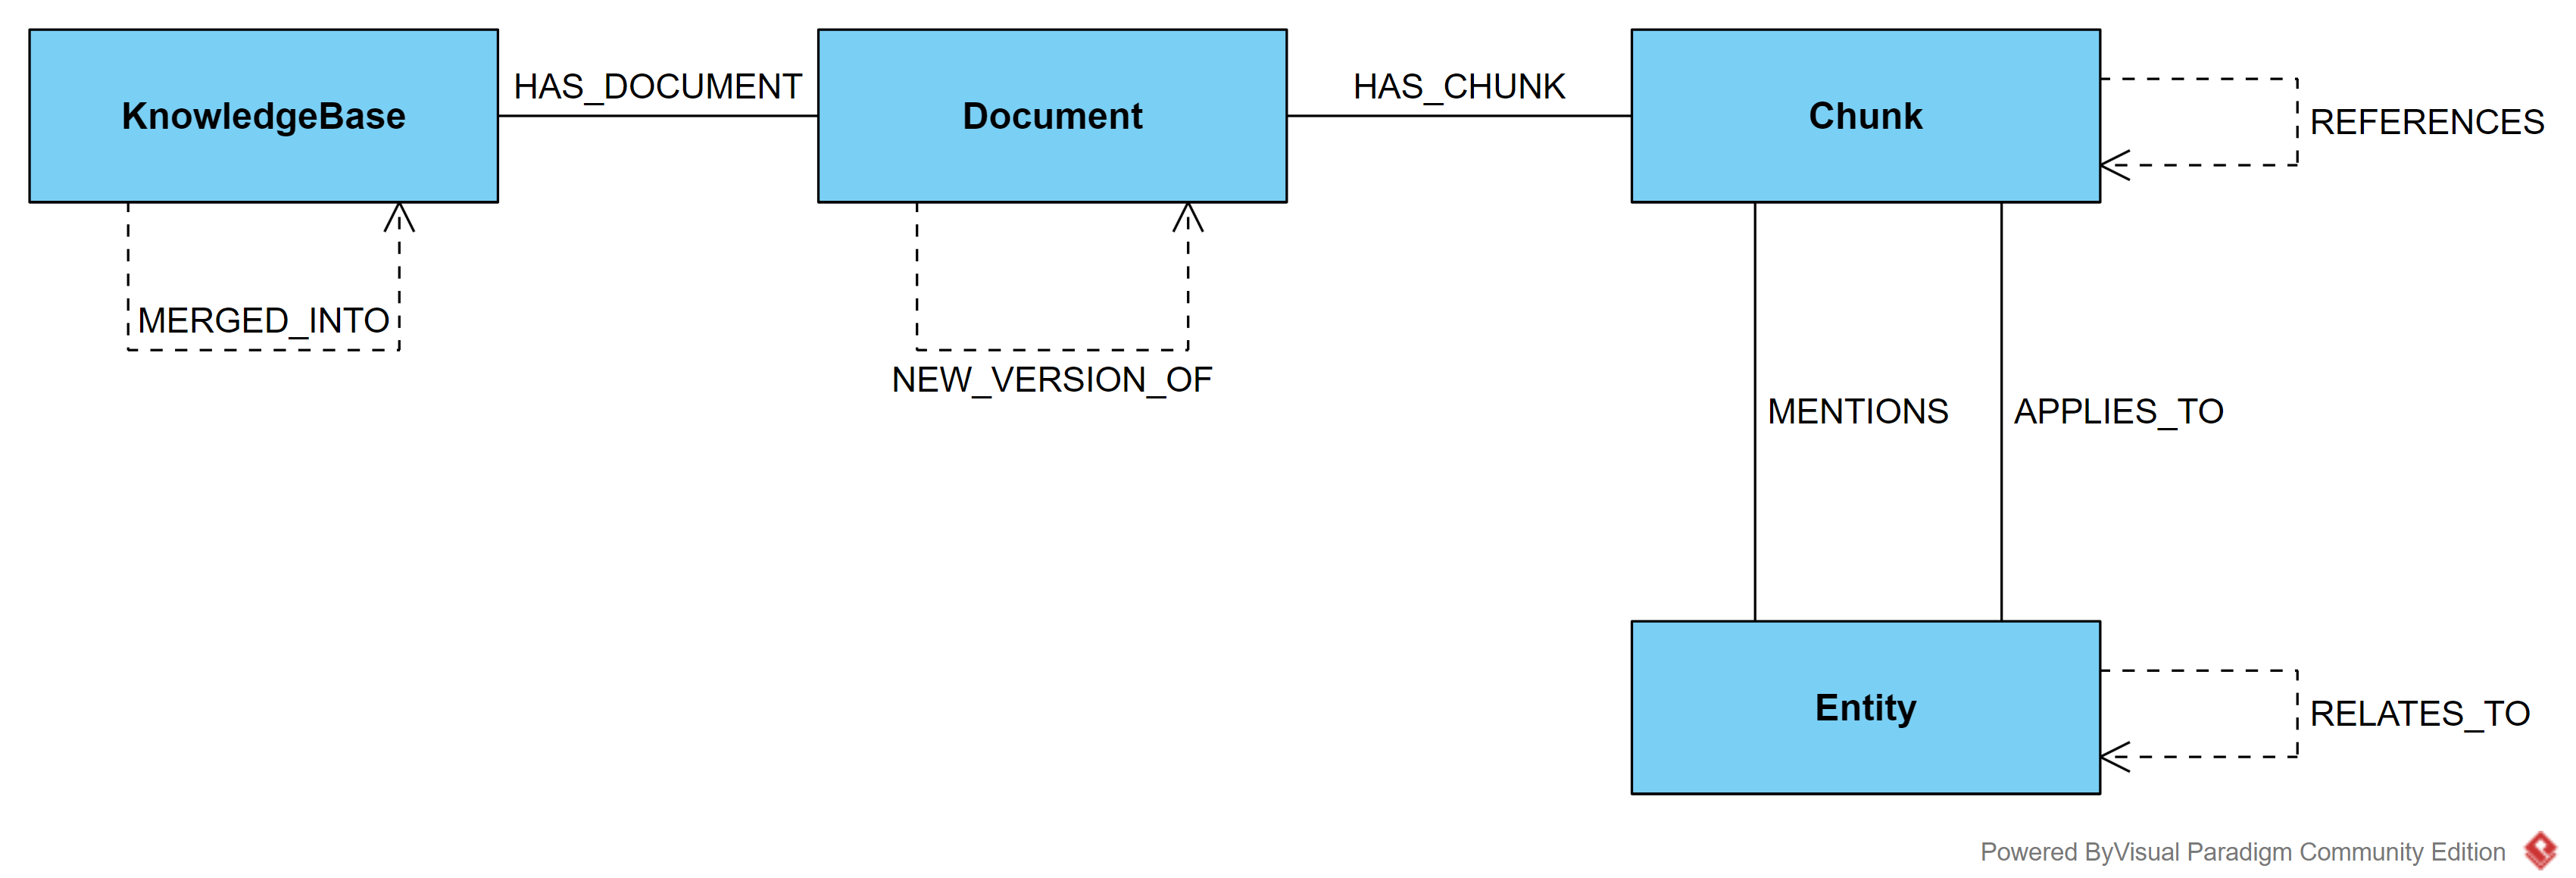 KnowledgeBase
HAS_DOCUMENT
Document
HAS_CHUNK
Chunk
REFERENCES
MERGED_INTO
NEW_VERSION_OF
MENTIONS
APPLIES_TO
Entity
RELATES_TO
Powered ByVisual Paradigm Community Edition